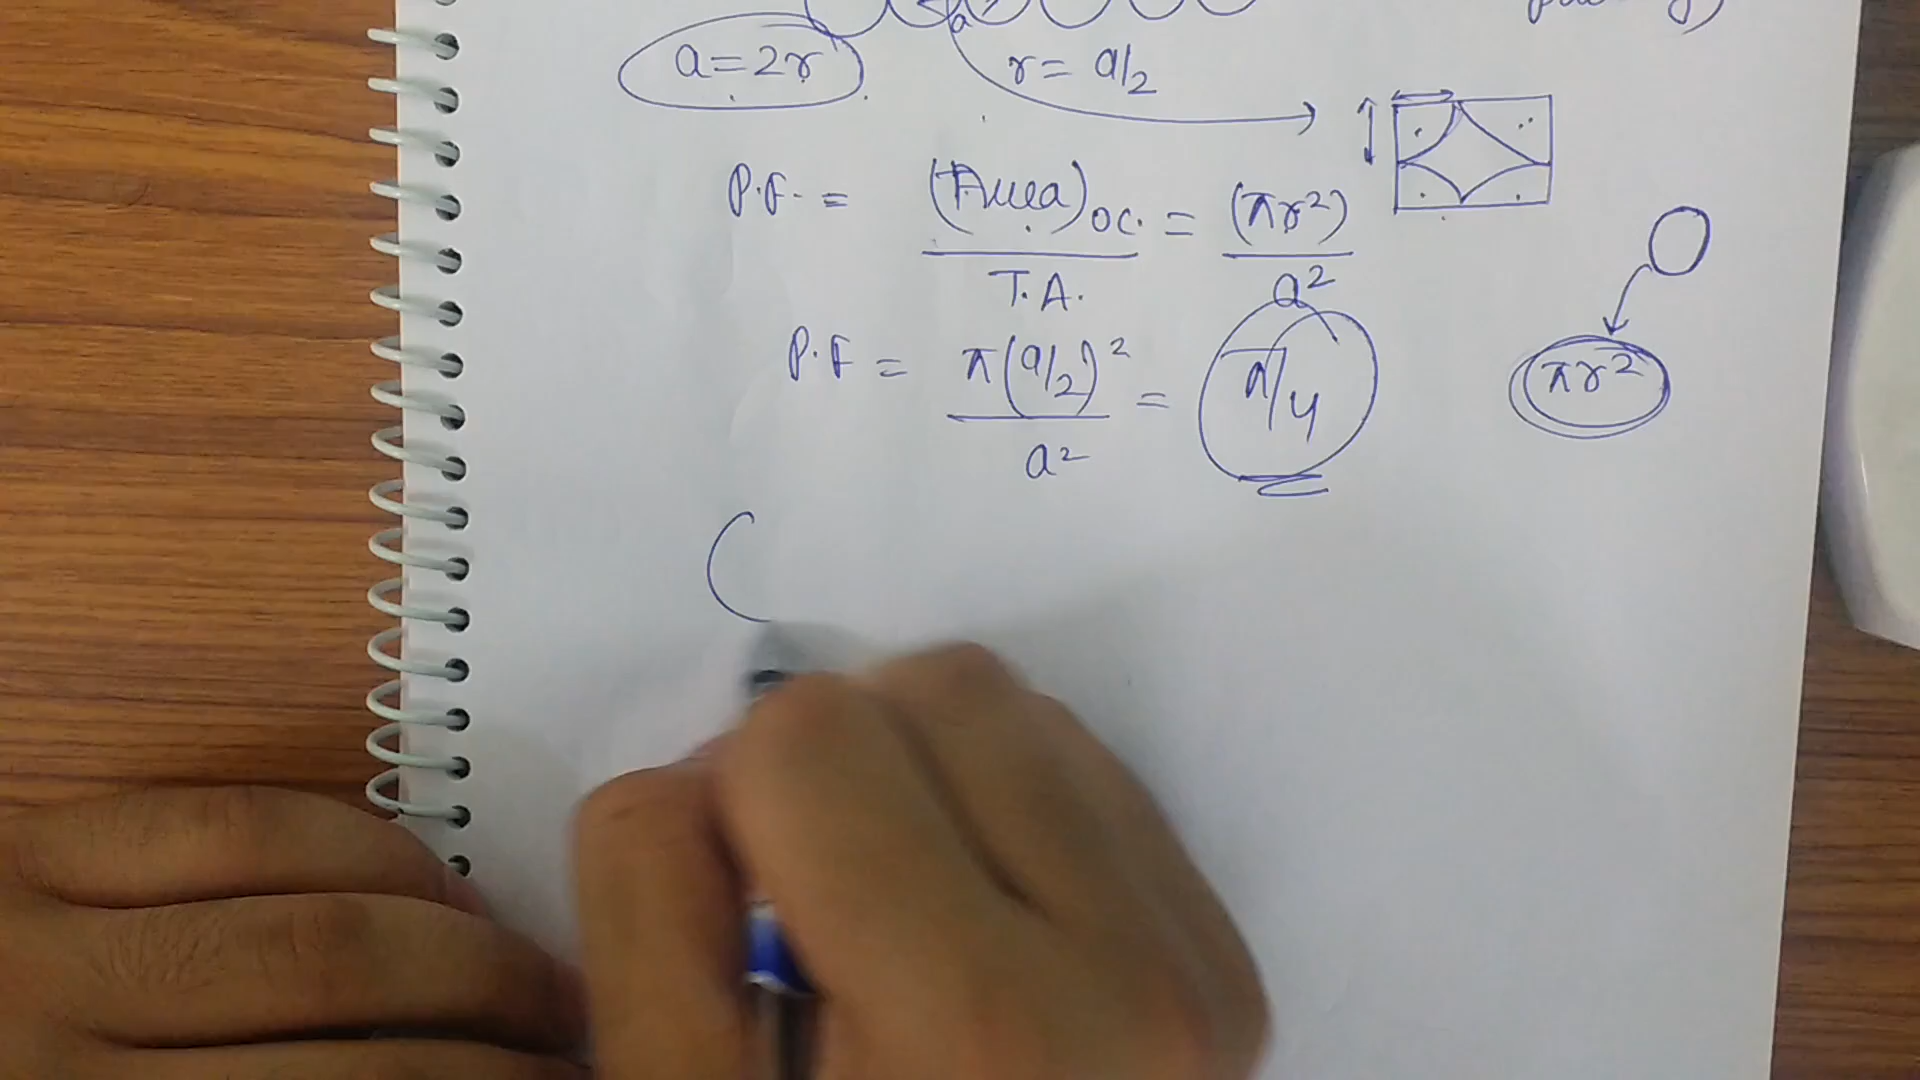 a = 2r
r = a/2
P.F. = (Area)oc. / T.A. = (πr²) / a²
P.F = π(a/2)² / a² = π/4
πr²